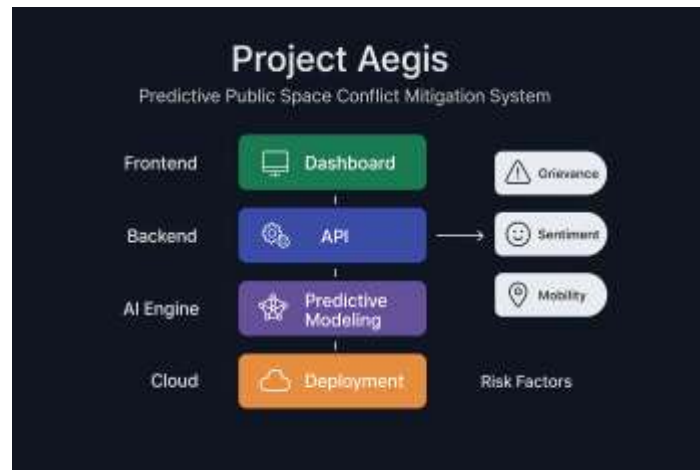 Project Aegis
Predictive Public Space Conflict Mitigation System
Frontend
Dashboard
Grievance
Backend
API
Sentiment
AI Engine
Predictive
Modeling
Mobility
Cloud
Deployment
Risk Factors